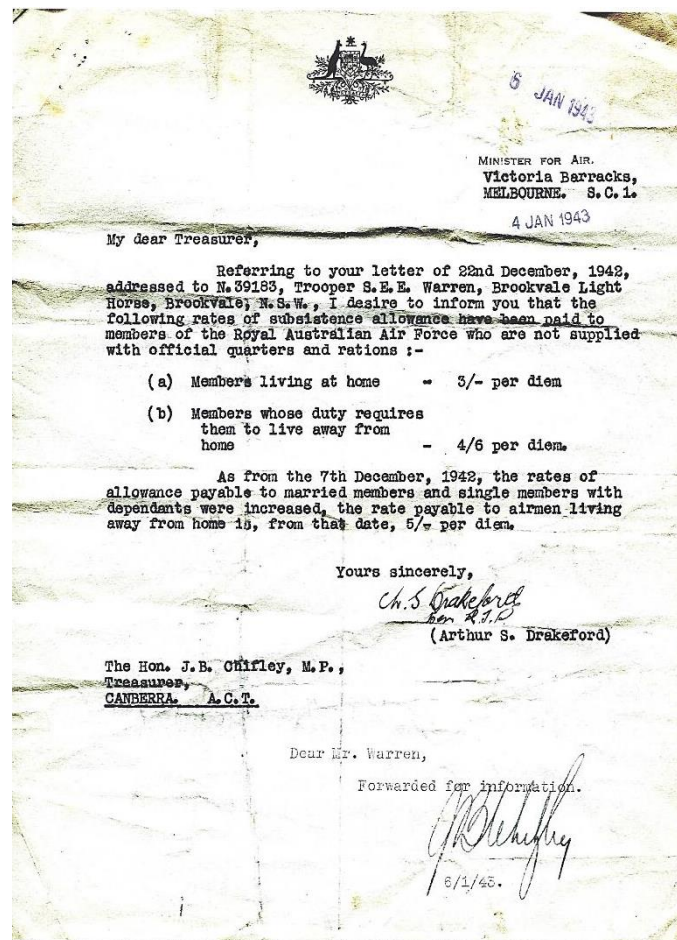 6 JAN 1943
MINISTER FOR AIR.
Victoria Barracks,
MELBOURNE. S.C.1.
4 JAN 1943
My dear Treasurer,
Referring to your letter of 22nd December, 1942,
addressed to N.39183, Trooper S.E.E. Warren, Brookvale Light
Horse, Brookvale, N.S.W., I desire to inform you that the
following rates of subsistence allowance have been paid to
members of the Royal Australian Air Force who are not supplied
with official quarters and rations :-
(a) Members living at home - 3/- per diem
(b) Members whose duty requires
them to live away from
home - 4/6 per diem.
As from the 7th December, 1942, the rates of
allowance payable to married members and single members with
dependants were increased, the rate payable to airmen living
away from home is, from that date, 5/- per diem.
Yours sincerely,
Drakeford
(Arthur S. Drakeford)
The Hon. J.B. Chifley, M.P.,
Treasurer,
CANBERRA. A.C.T.
Dear Mr. Warren,
Forwarded for information.
J B Chifley
6/1/43.